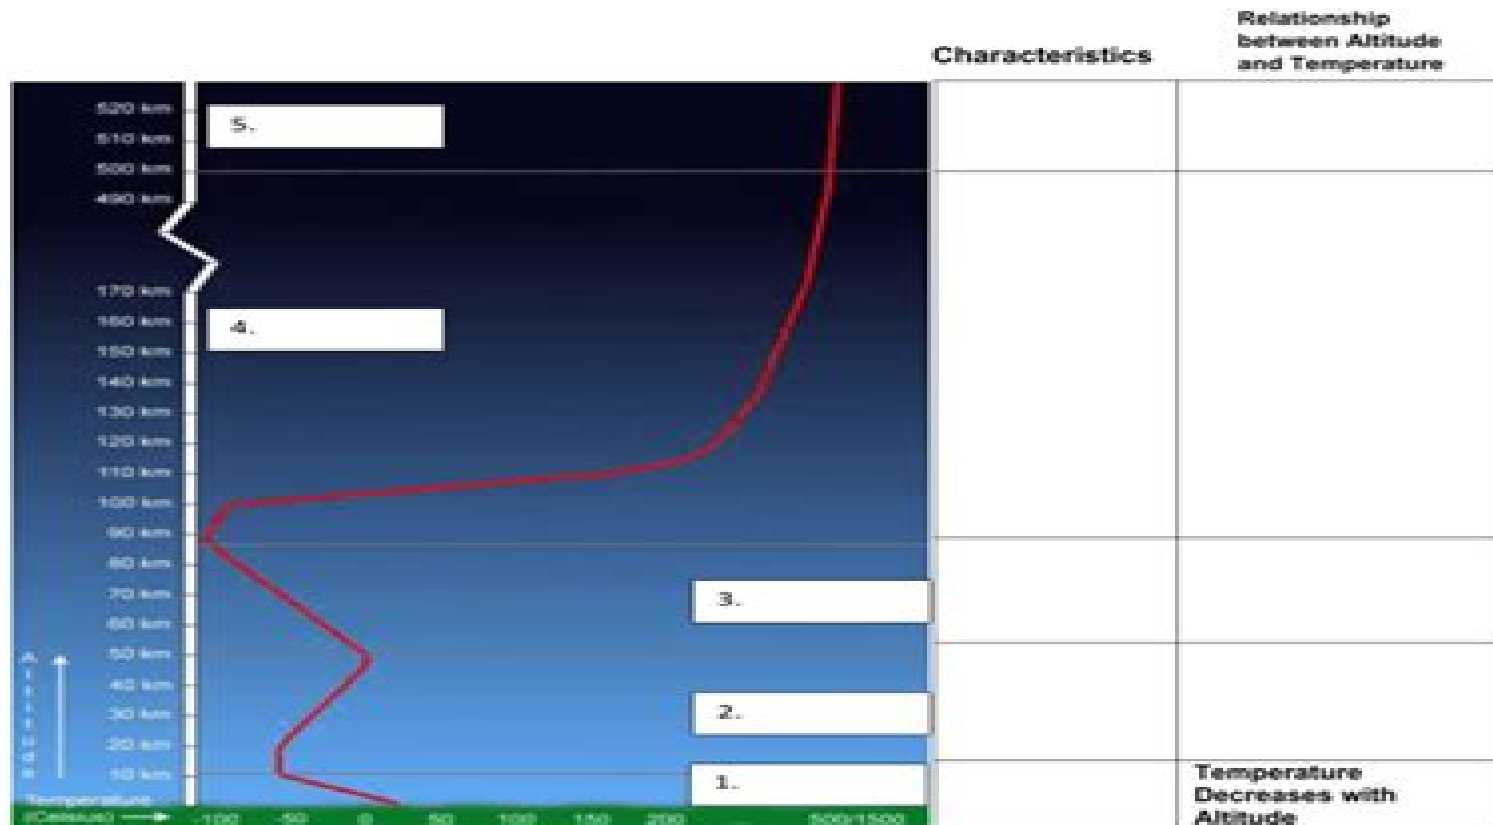 Characteristics
Relationship
between Altitude
and Temperature
520 km
510 km
500 km
490 km
170 km
160 km
150 km
140 km
130 km
120 km
110 km
100 km
90 km
80 km
70 km
60 km
50 km
40 km
30 km
20 km
10 km
5.
4.
3.
2.
1.
Altitude
Temperature
(Celsius)
-100 -50 0 50 100 150 200 500/1500
Temperature
Decreases with
Altitude